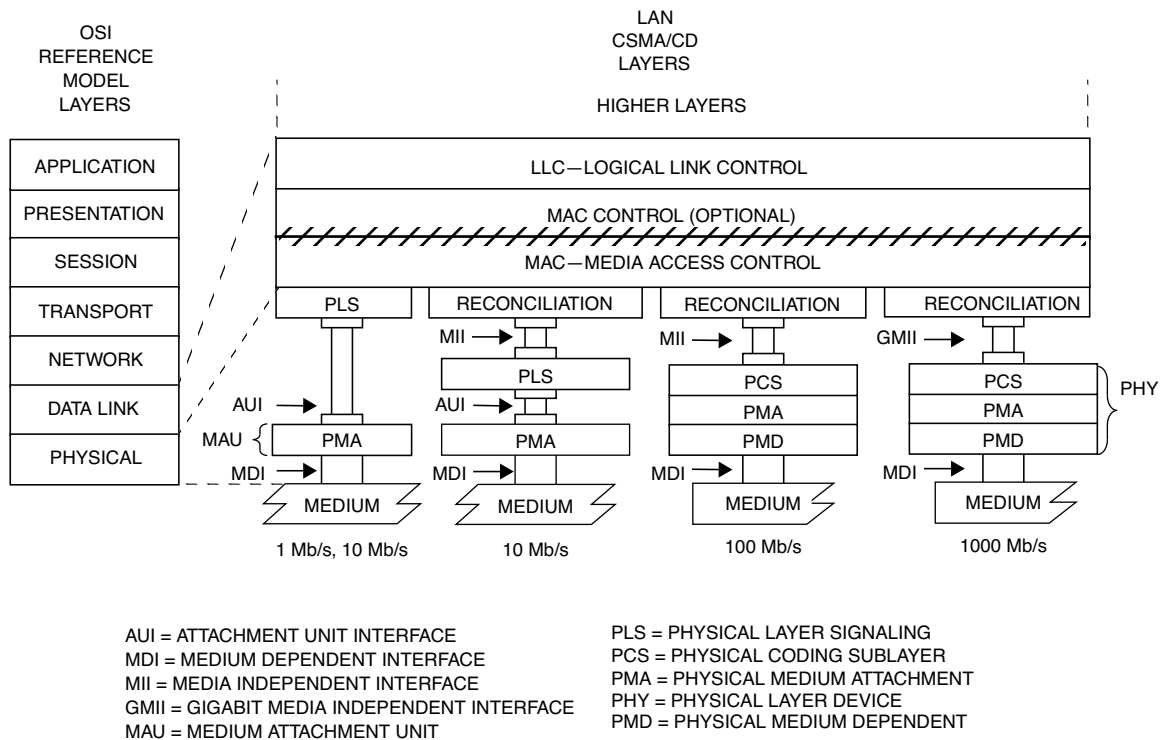 OSI
REFERENCE
MODEL
LAYERS
LAN
CSMA/CD
LAYERS
HIGHER LAYERS
APPLICATION
PRESENTATION
SESSION
TRANSPORT
NETWORK
DATA LINK
PHYSICAL
LLC—LOGICAL LINK CONTROL
MAC CONTROL (OPTIONAL)
MAC—MEDIA ACCESS CONTROL
PLS
AUI
MAU
PMA
MDI
MEDIUM
1 Mb/s, 10 Mb/s
RECONCILIATION
MII
PLS
AUI
PMA
MDI
MEDIUM
10 Mb/s
RECONCILIATION
MII
PCS
PMA
PMD
MDI
MEDIUM
100 Mb/s
RECONCILIATION
GMII
PCS
PMA
PMD
PHY
MDI
MEDIUM
1000 Mb/s
AUI = ATTACHMENT UNIT INTERFACE
MDI = MEDIUM DEPENDENT INTERFACE
MII = MEDIA INDEPENDENT INTERFACE
GMII = GIGABIT MEDIA INDEPENDENT INTERFACE
MAU = MEDIUM ATTACHMENT UNIT
PLS = PHYSICAL LAYER SIGNALING
PCS = PHYSICAL CODING SUBLAYER
PMA = PHYSICAL MEDIUM ATTACHMENT
PHY = PHYSICAL LAYER DEVICE
PMD = PHYSICAL MEDIUM DEPENDENT